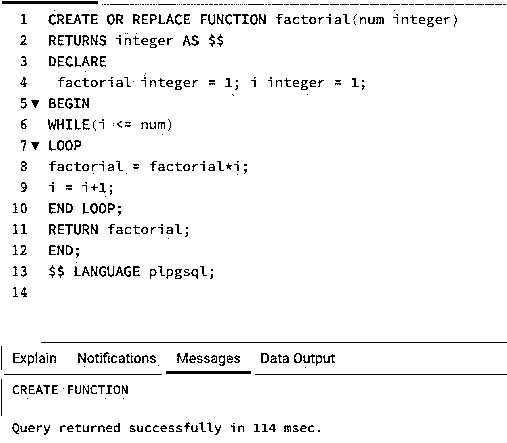 1 CREATE OR REPLACE FUNCTION factorial(num integer)
2 RETURNS integer AS $$
3 DECLARE
4 factorial integer = 1; i integer = 1;
5 ▼ BEGIN
6 WHILE(i <= num)
7 ▼ LOOP
8 factorial = factorial*i;
9 i = i+1;
10 END LOOP;
11 RETURN factorial;
12 END;
13 $$ LANGUAGE plpgsql;
14
Explain Notifications Messages Data Output
CREATE FUNCTION
Query returned successfully in 114 msec.